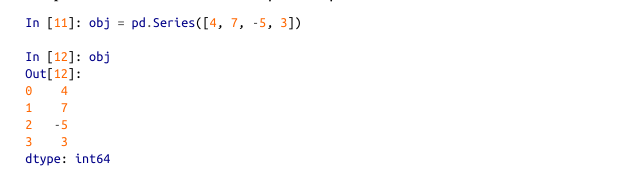 In [11]: obj = pd.Series([4, 7, -5, 3])
In [12]: obj
Out[12]:
0    4
1    7
2   -5
3    3
dtype: int64